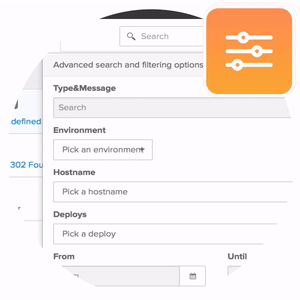 Search
Advanced search and filtering options
Type&Message
Search
defined
Environment
Pick an environment
302 Fou
Hostname
Pick a hostname
Deploys
Pick a deploy
From
Until